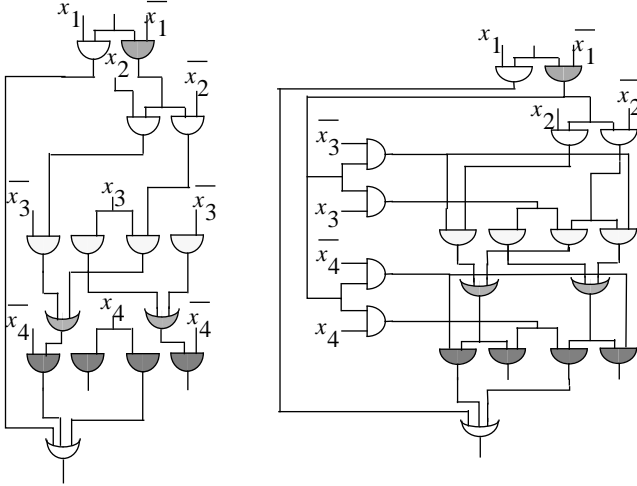 x₁ x̅₁
x₂ x̅₂
x̅₃ x₃ x̅₃
x̅₄ x₄ x̅₄
x₁ x̅₁
x₂ x̅₂
x̅₃
x₃
x̅₄
x₄